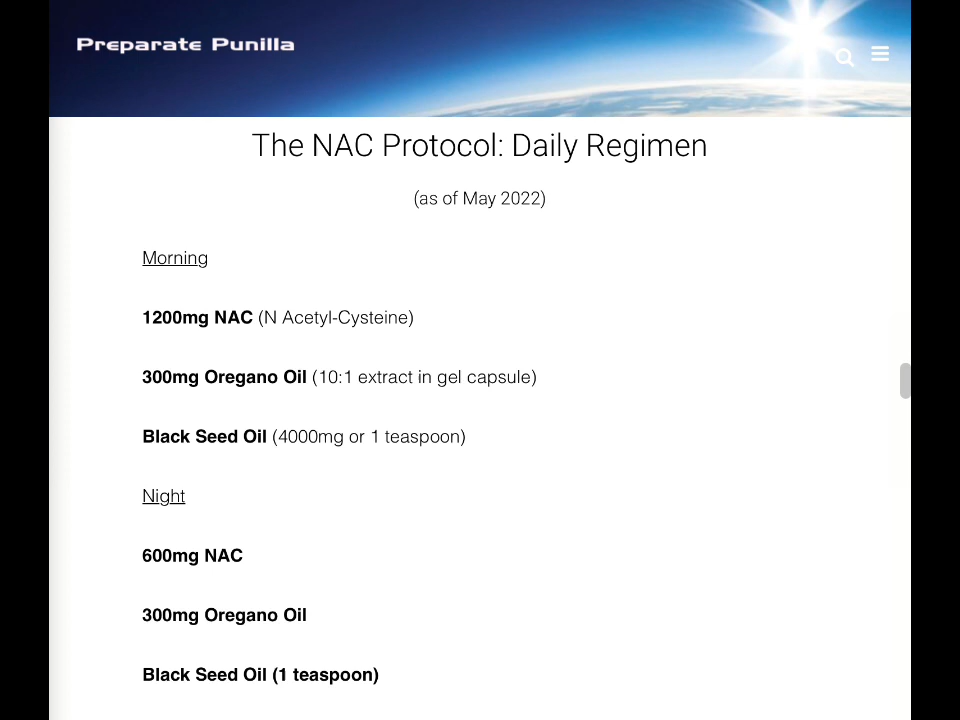 Preparate Punilla
The NAC Protocol: Daily Regimen
(as of May 2022)
Morning
1200mg NAC (N Acetyl-Cysteine)
300mg Oregano Oil (10:1 extract in gel capsule)
Black Seed Oil (4000mg or 1 teaspoon)
Night
600mg NAC
300mg Oregano Oil
Black Seed Oil (1 teaspoon)